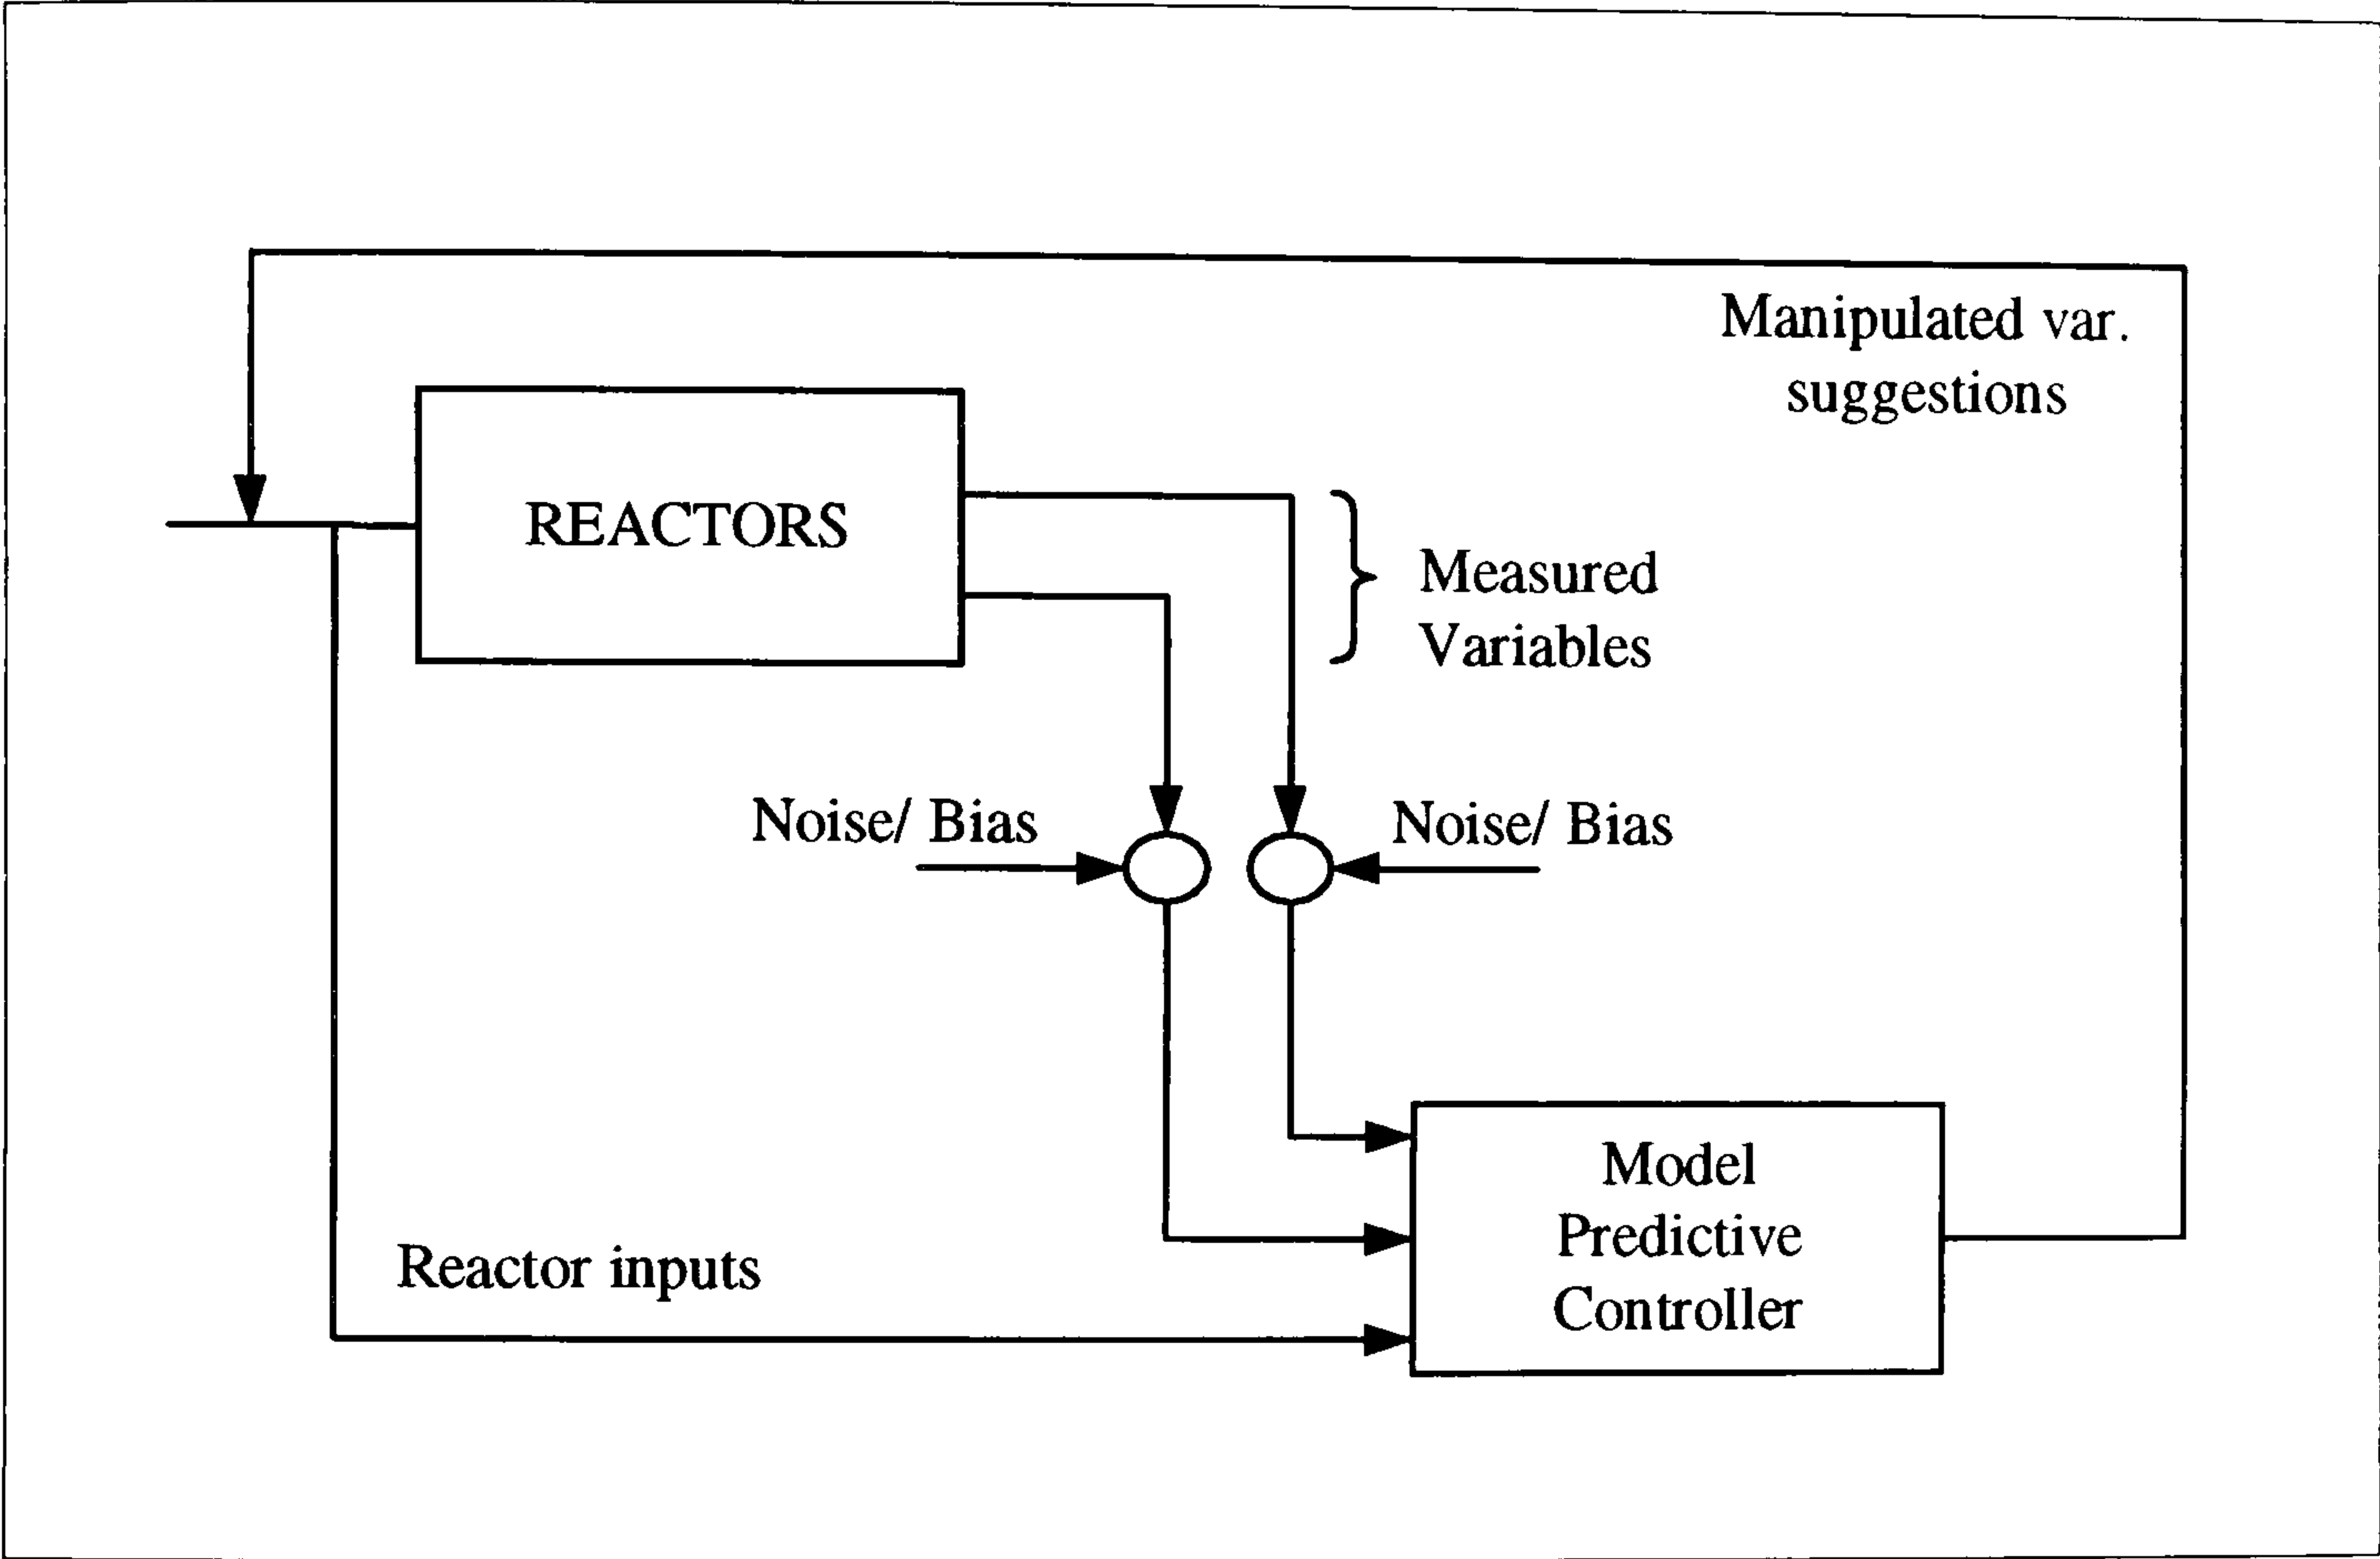 Manipulated var.
suggestions
REACTORS
Measured
Variables
Noise/ Bias
Noise/ Bias
Model
Predictive
Controller
Reactor inputs